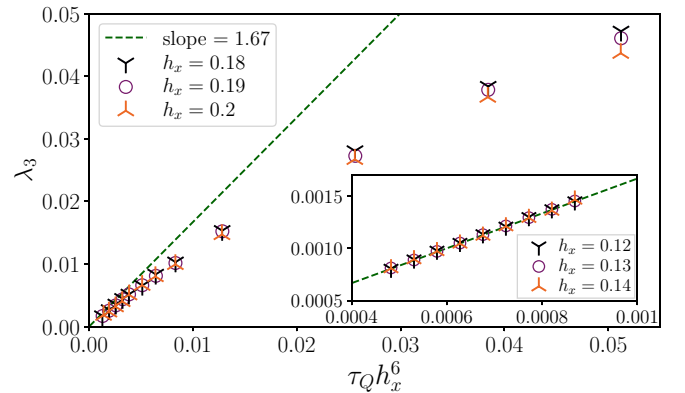 0.05
0.04
0.03
0.02
0.01
0.00
λ₃
slope = 1.67
hₓ = 0.18
hₓ = 0.19
hₓ = 0.2
0.0015
0.0010
0.0005
hₓ = 0.12
hₓ = 0.13
hₓ = 0.14
0.0004 0.0006 0.0008 0.001
0.00 0.01 0.02 0.03 0.04 0.05
τ_Q hₓ⁶